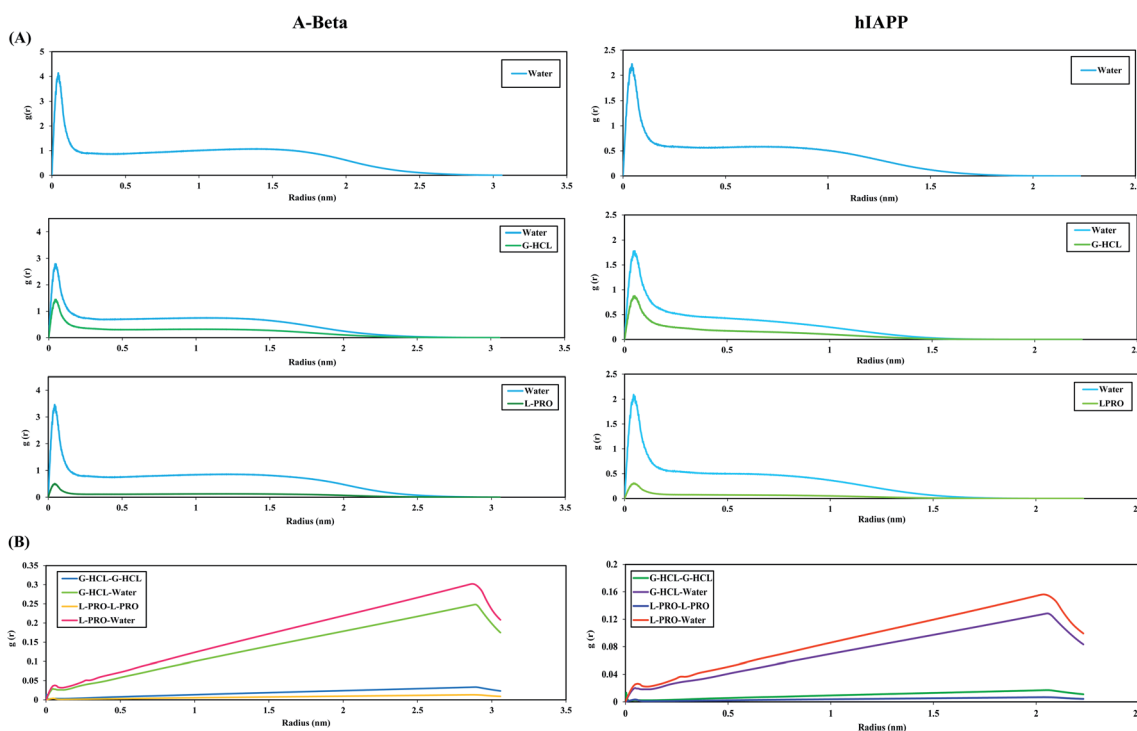 A-Beta
hIAPP
(A)
5
4
3
2
1
0
g(r)
0 0.5 1 1.5 2 2.5 3 3.5
Radius (nm)
Water
2.5
2
1.5
1
0.5
0
g (r)
0 0.5 1 1.5 2 2.5
Radius (nm)
Water
4
3
2
1
0
g (r)
0 0.5 1 1.5 2 2.5 3 3.5
Radius (nm)
Water
G-HCL
2.5
2
1.5
1
0.5
0
g (r)
0 0.5 1 1.5 2
Radius (nm)
Water
G-HCL
4
3
2
1
0
g (r)
0 0.5 1 1.5 2 2.5 3 3.5
Radius (nm)
Water
L-PRO
2.5
2
1.5
1
0.5
0
g (r)
0 0.5 1 1.5 2
Radius (nm)
Water
LPRO
(B)
0.35
0.3
0.25
0.2
0.15
0.1
0.05
0
g (r)
0 0.5 1 1.5 2 2.5 3 3.5
Radius (nm)
G-HCL-G-HCL
G-HCL-Water
L-PRO-L-PRO
L-PRO-Water
0.2
0.16
0.12
0.08
0.04
0
g (r)
0 0.5 1 1.5 2
Radius (nm)
G-HCL-G-HCL
G-HCL-Water
L-PRO-L-PRO
L-PRO-Water